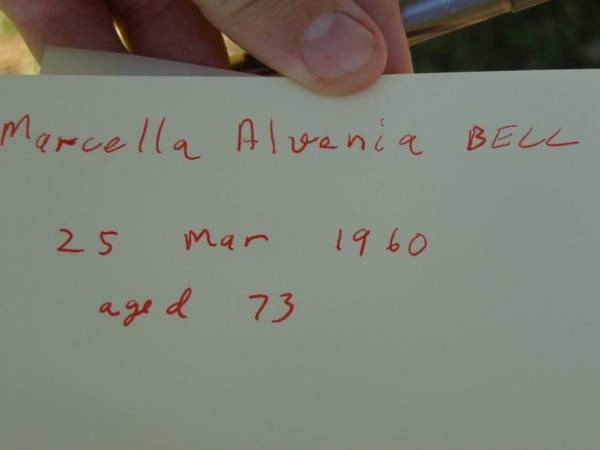 Marcella Alvenia BELL
25 Mar 1960
aged 73